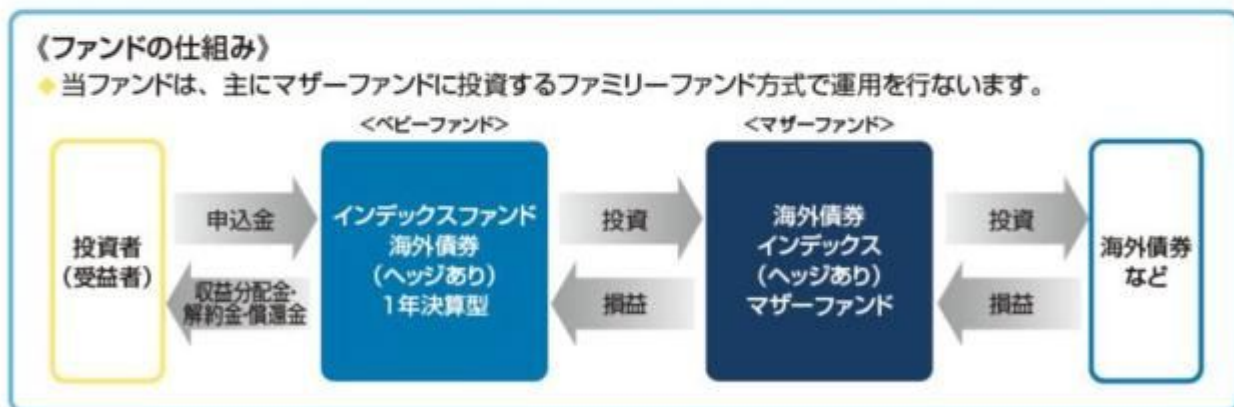 《ファンドの仕組み》
◆当ファンドは、主にマザーファンドに投資するファミリーファンド方式で運用を行ないます。
<ベビーファンド>
<マザーファンド>
投資者
(受益者)
申込金
収益分配金・
解約金・償還金
インデックスファンド
海外債券
(ヘッジあり)
1年決算型
投資
損益
海外債券
インデックス
(ヘッジあり)
マザーファンド
投資
損益
海外債券
など